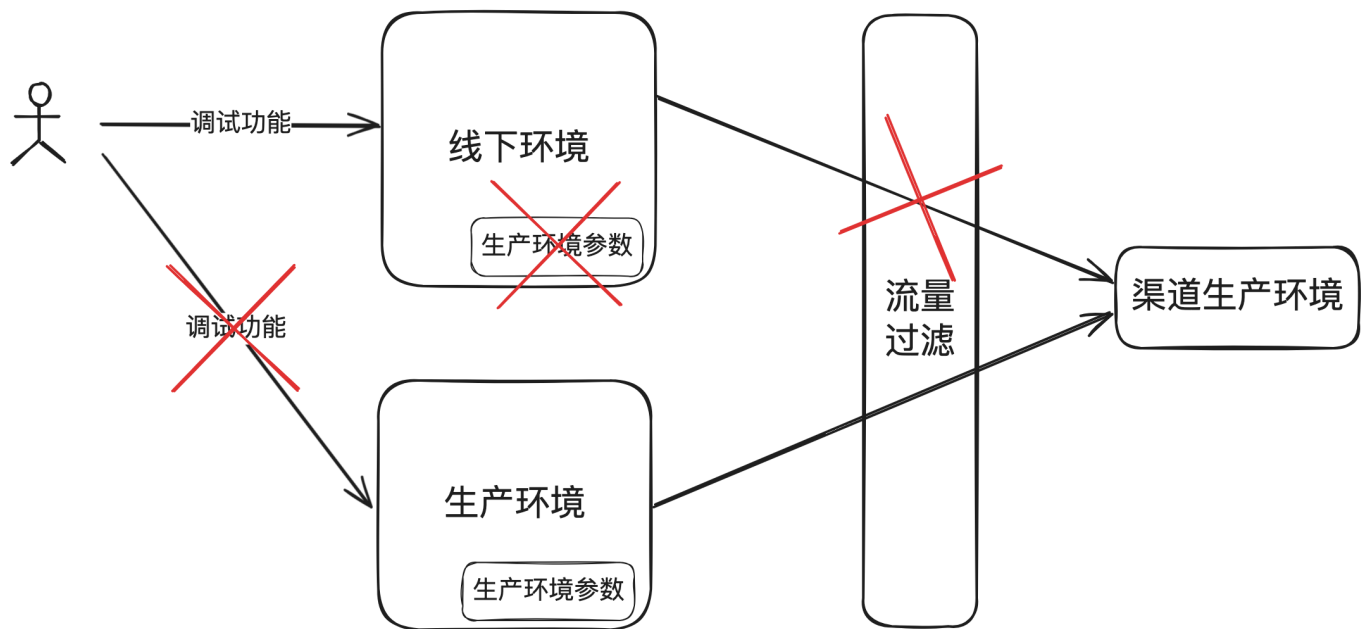 调试功能
线下环境
生产环境参数
流量
过滤
渠道生产环境
调试功能
生产环境
生产环境参数